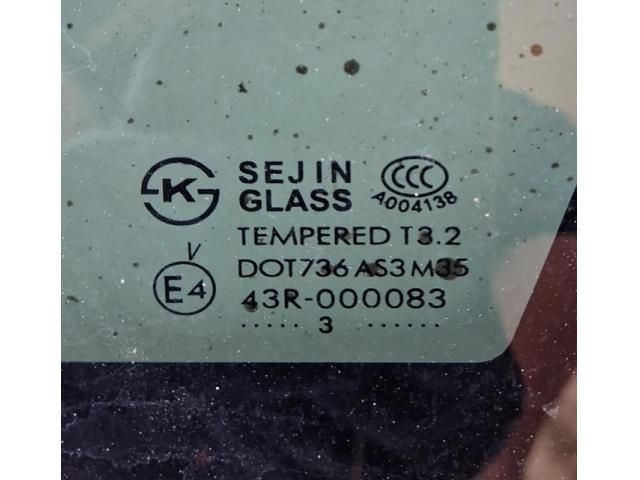 K
SEJIN
GLASS
CCC
A004138
TEMPERED T3.2
V
DOT736 AS3 M35
E4
43R-000083
..... 3 ......